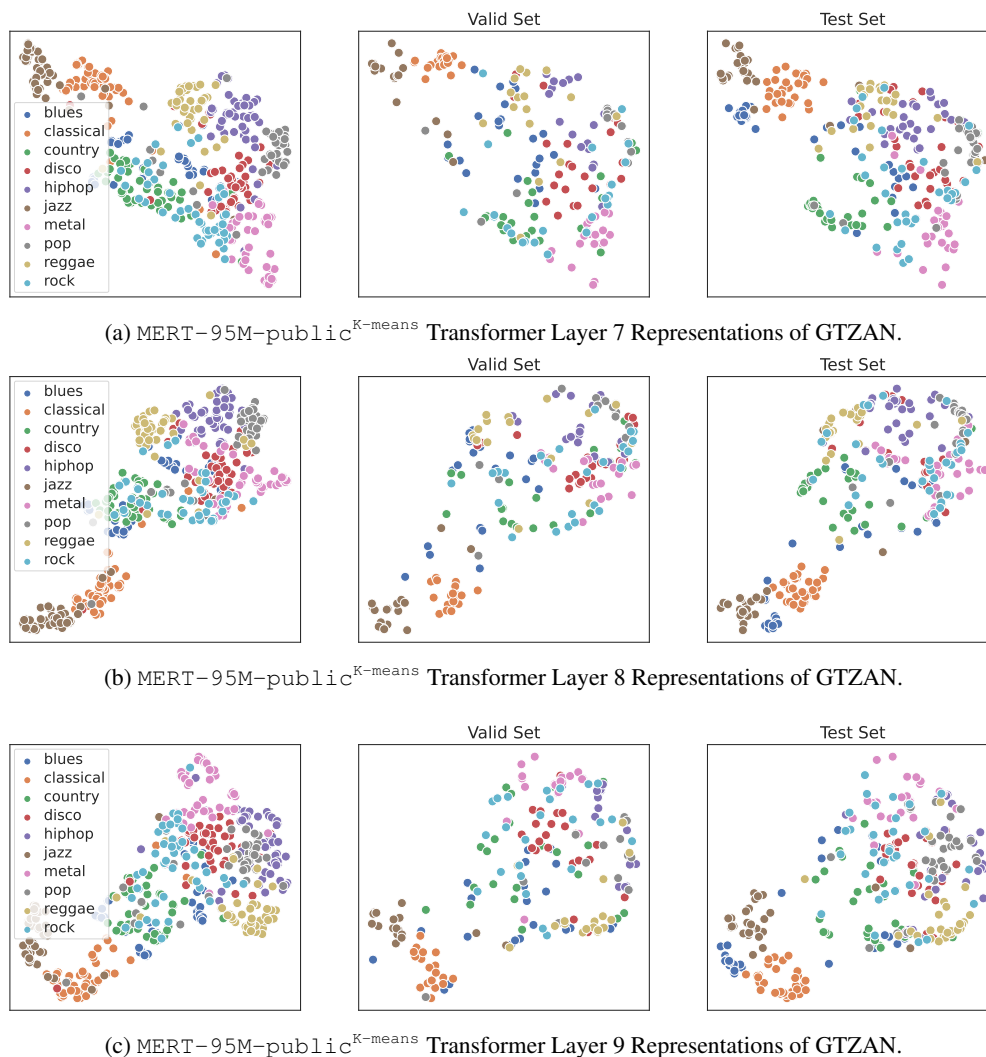 Valid Set
Test Set
blues
classical
country
disco
hiphop
jazz
metal
pop
reggae
rock
(a) MERT-95M-public^K-means Transformer Layer 7 Representations of GTZAN.
Valid Set
Test Set
blues
classical
country
disco
hiphop
jazz
metal
pop
reggae
rock
(b) MERT-95M-public^K-means Transformer Layer 8 Representations of GTZAN.
Valid Set
Test Set
blues
classical
country
disco
hiphop
jazz
metal
pop
reggae
rock
(c) MERT-95M-public^K-means Transformer Layer 9 Representations of GTZAN.